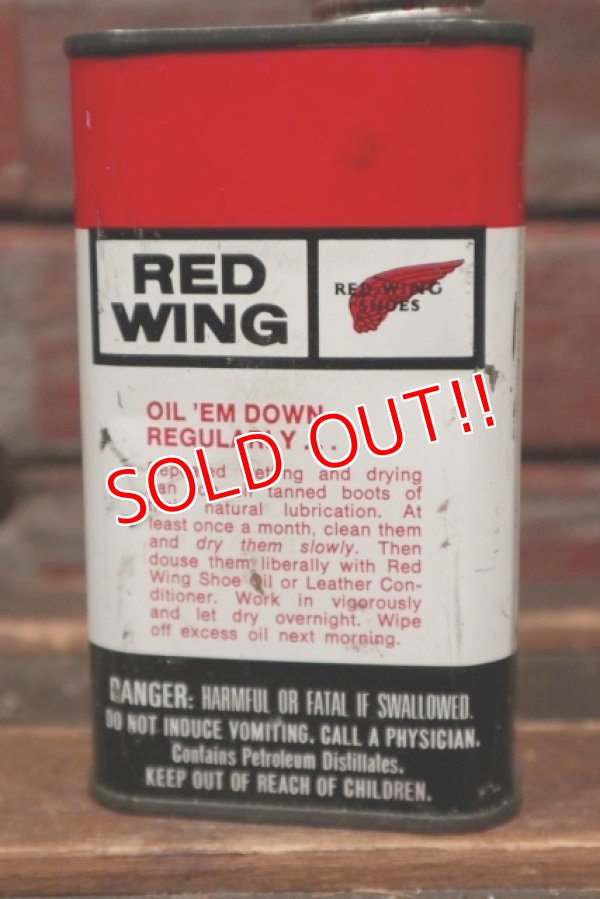 RED
WING
RED WING
SHOES
OIL 'EM DOWN
REGULARLY...
SOLD OUT!!
and drying
tanned boots of
natural lubrication. At
least once a month, clean them
and dry them slowly. Then
douse them liberally with Red
Wing Shoe Oil or Leather Con-
ditioner. Work in vigorously
and let dry overnight. Wipe
off excess oil next morning.
DANGER: HARMFUL OR FATAL IF SWALLOWED.
DO NOT INDUCE VOMITING. CALL A PHYSICIAN.
Contains Petroleum Distillates.
KEEP OUT OF REACH OF CHILDREN.